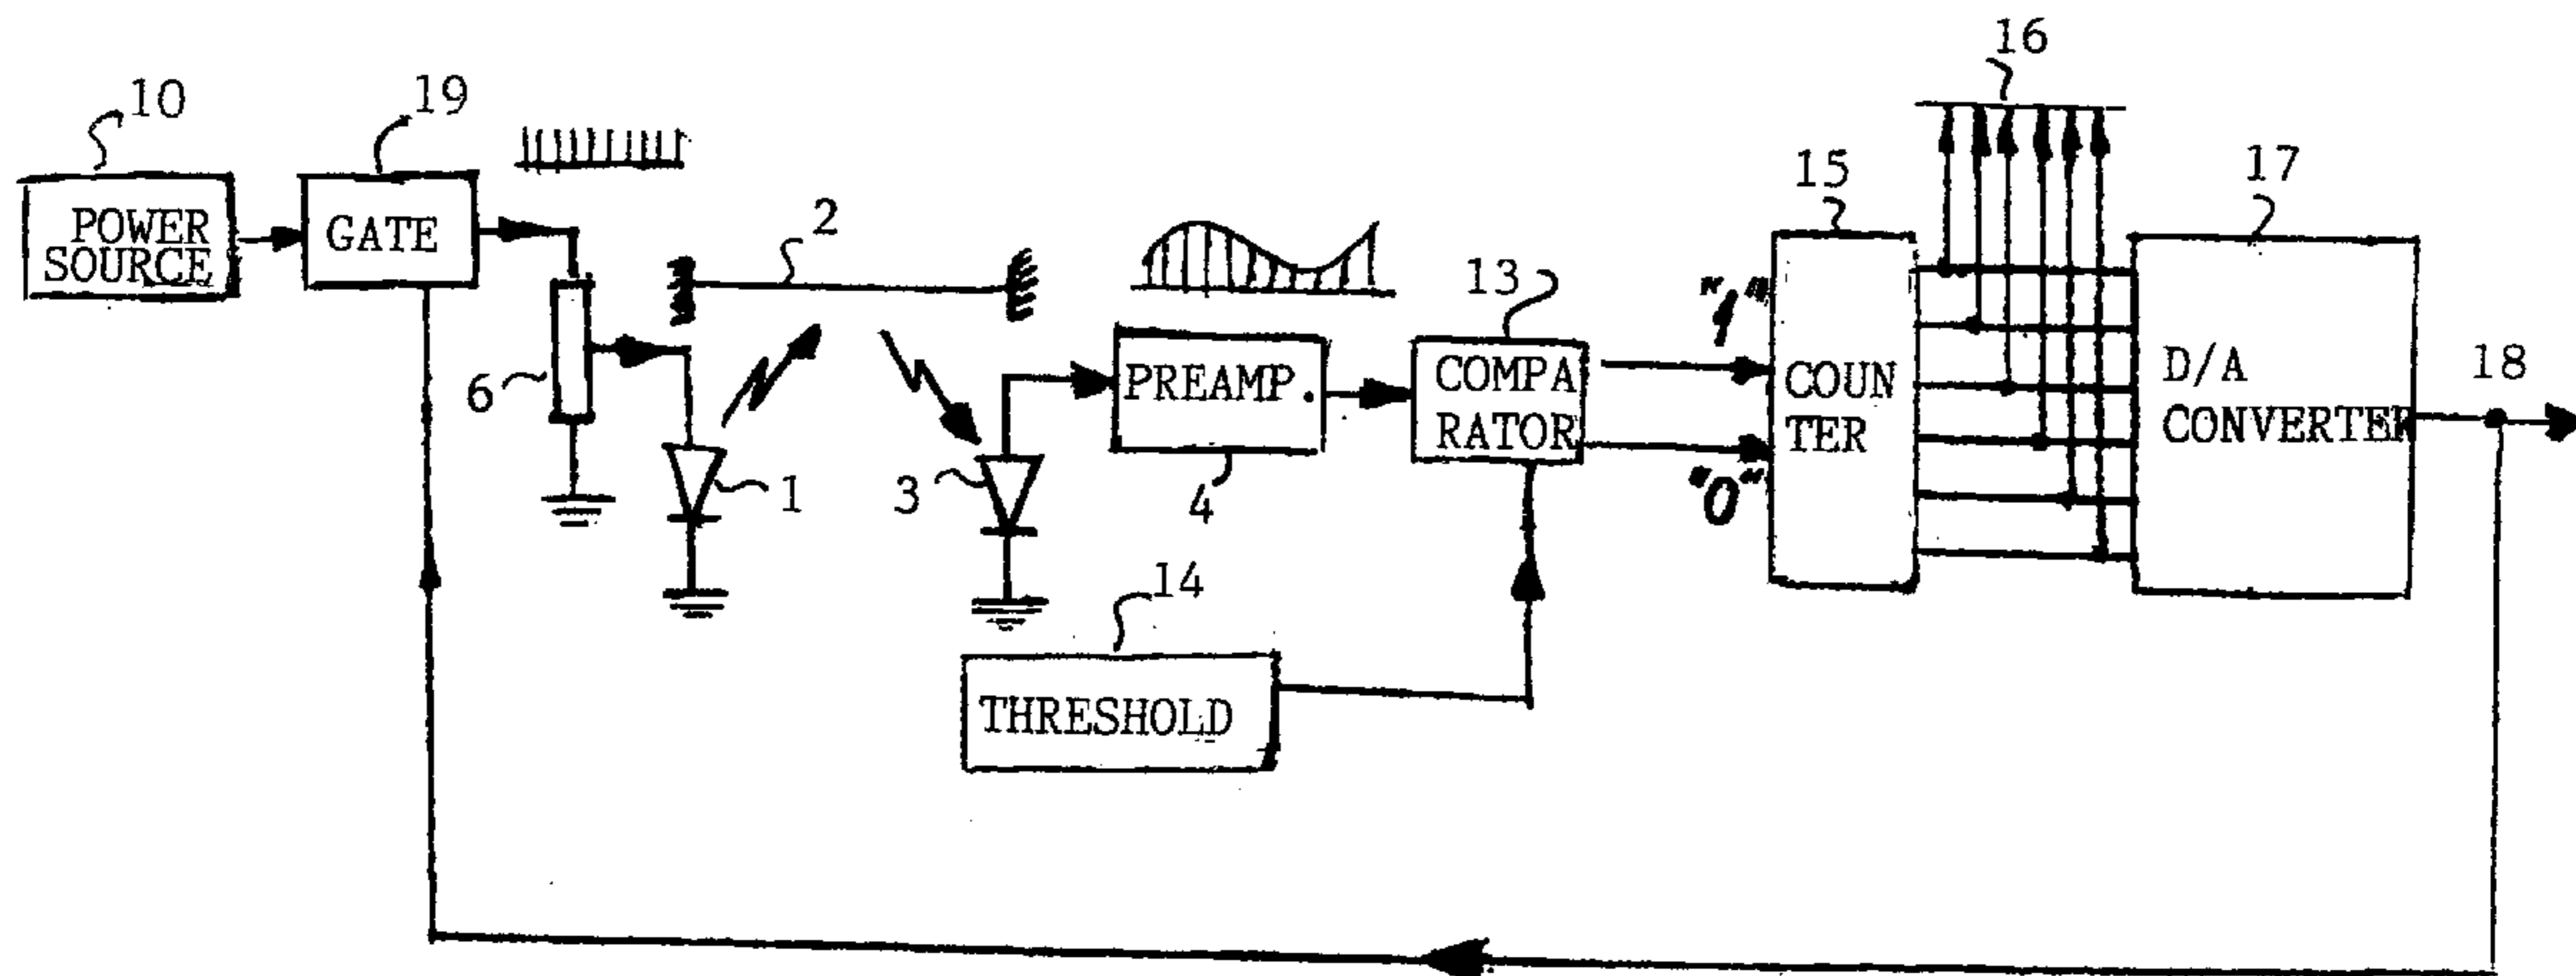 16
10
19
15
17
POWER
SOURCE
GATE
2
13
"1"
18
6
PREAMP.
COMPA
RATOR
COUN
TER
D/A
CONVERTER
1
3
4
"0"
14
THRESHOLD